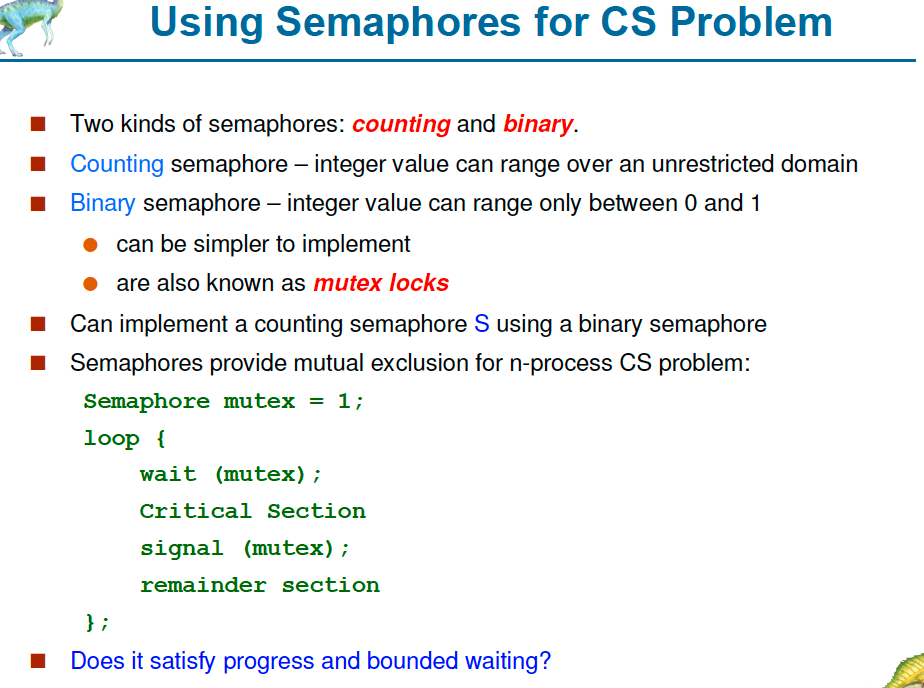 Using Semaphores for CS Problem
Two kinds of semaphores: counting and binary.
Counting semaphore – integer value can range over an unrestricted domain
Binary semaphore – integer value can range only between 0 and 1
can be simpler to implement
are also known as mutex locks
Can implement a counting semaphore S using a binary semaphore
Semaphores provide mutual exclusion for n-process CS problem:
Semaphore mutex = 1;
loop {
wait (mutex);
Critical Section
signal (mutex);
remainder section
};
Does it satisfy progress and bounded waiting?